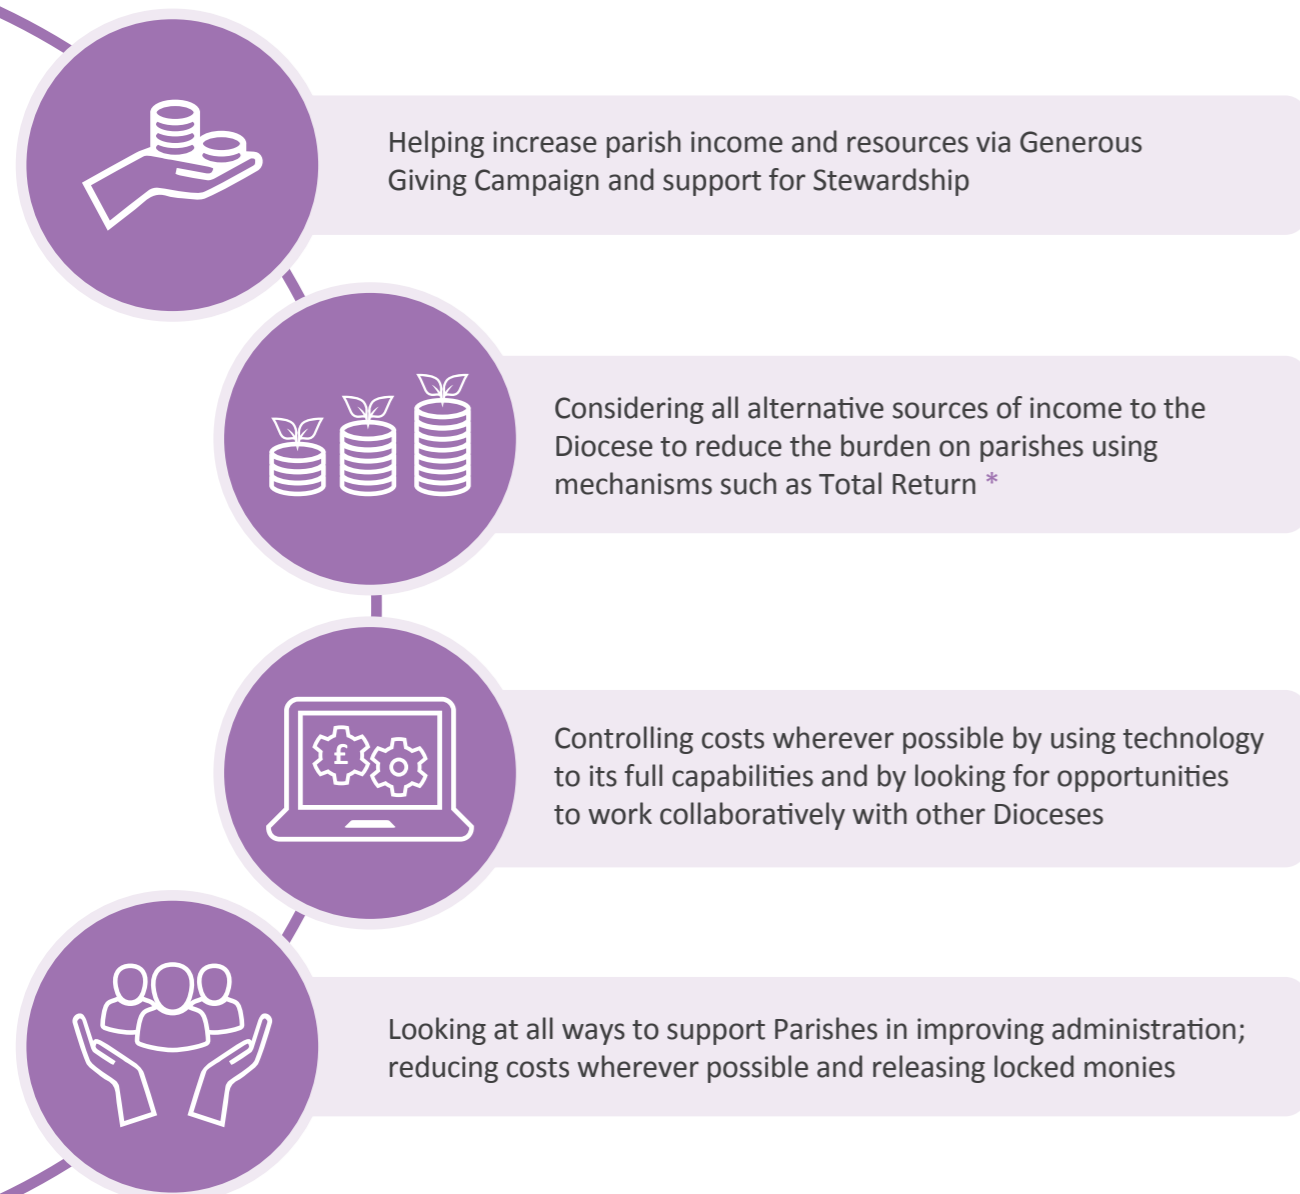 Helping increase parish income and resources via Generous
Giving Campaign and support for Stewardship
Considering all alternative sources of income to the
Diocese to reduce the burden on parishes using
mechanisms such as Total Return *
£
Controlling costs wherever possible by using technology
to its full capabilities and by looking for opportunities
to work collaboratively with other Dioceses
Looking at all ways to support Parishes in improving administration;
reducing costs wherever possible and releasing locked monies